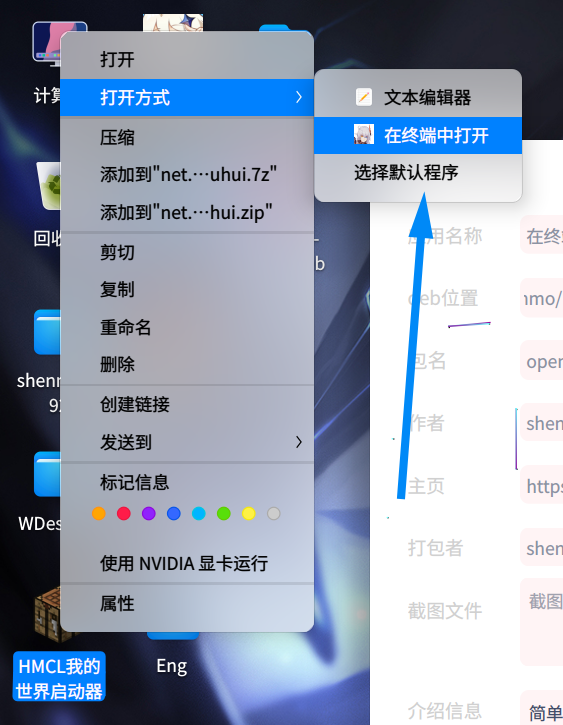 计
打开
打开方式
文本编辑器
在终端中打开
选择默认程序
压缩
添加到"net.⋯uhui.7z"
添加到"net.⋯hui.zip"
回收
剪切
复制
重命名
删除
创建链接
发送到
标记信息
使用 NVIDIA 显卡运行
属性
b
shenm
92
WDes
HMCL我的
世界启动器
Eng
用名称
在终
deb位置
nmo/
包名
open
作者
shen
主页
https
打包者
shen
截图文件
截图
介绍信息
简单